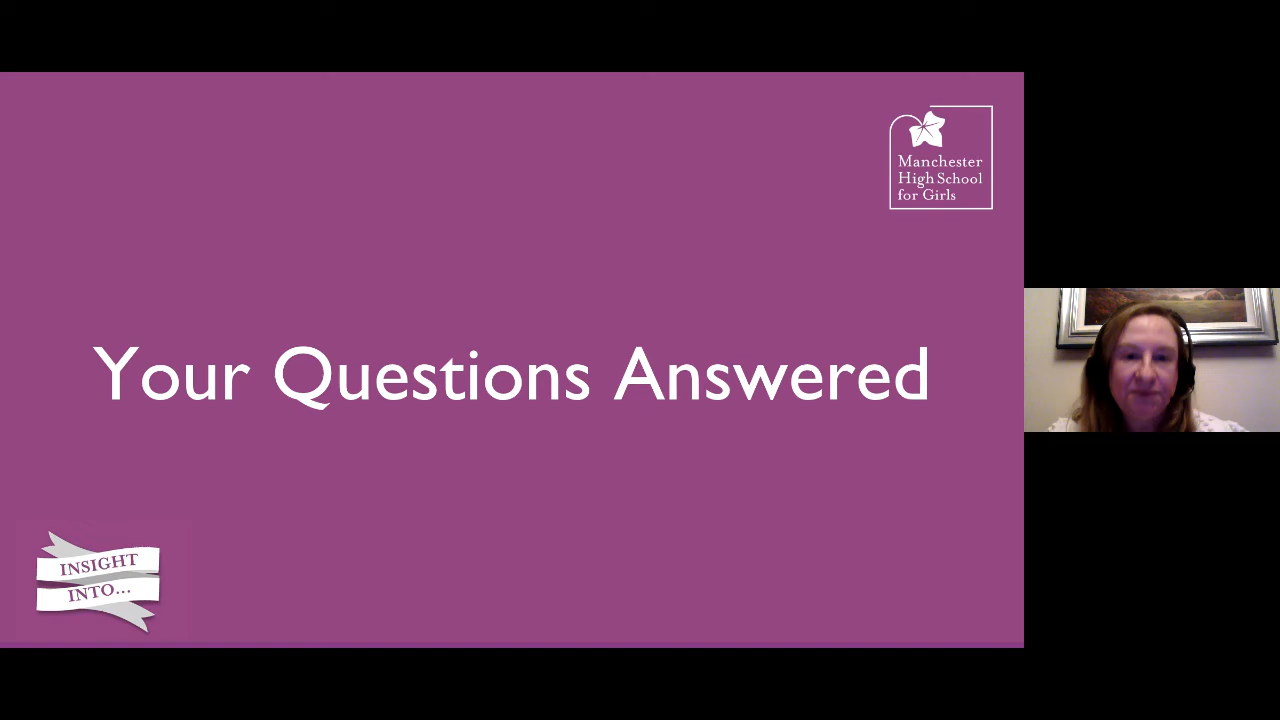 Manchester
High School
for Girls
Your Questions Answered
INSIGHT
INTO...